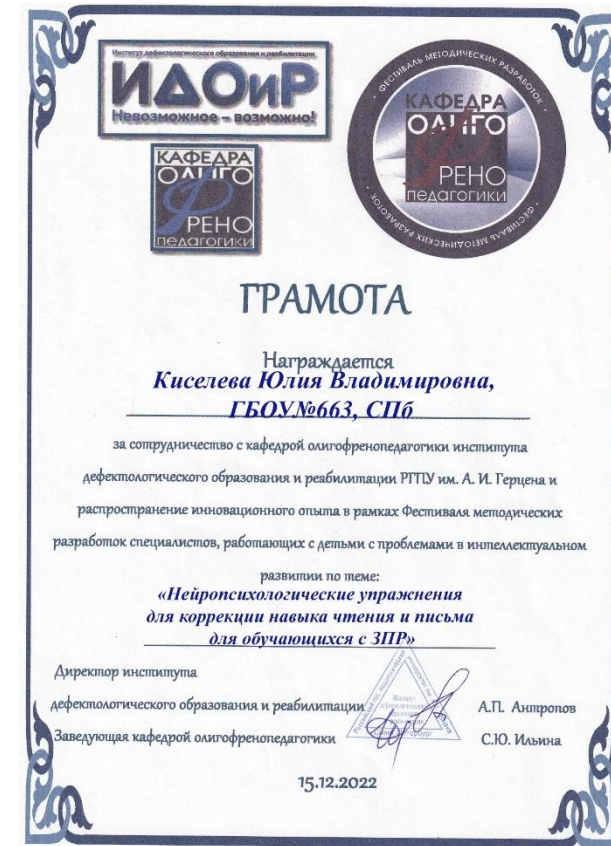 Институт дефектологического образования и реабилитации
ИДОиР
Невозможное – возможно!
КАФЕДРА
ОЛИГО
Ф
РЕНО
педагогики
• ФЕСТИВАЛЬ МЕТОДИЧЕСКИХ РАЗРАБОТОК •
КАФЕДРА
ОЛИГО
Ф
РЕНО
педагогики
ФЕСТИВАЛЬ МЕТОДИЧЕСКИХ РАЗРАБОТОК
ГРАМОТА
Награждается
Киселева Юлия Владимировна,
ГБОУ№663, СПб
за сотрудничество с кафедрой олигофренопедагогики института
дефектологического образования и реабилитации РГПУ им. А. И. Герцена и
распространение инновационного опыта в рамках Фестиваля методических
разработок специалистов, работающих с детьми с проблемами в интеллектуальном
развитии по теме:
«Нейропсихологические упражнения
для коррекции навыка чтения и письма
для обучающихся с ЗПР»
Директор института
дефектологического образования и реабилитации А.П. Антропов
Заведующая кафедрой олигофренопедагогики С.Ю. Ильина
15.12.2022